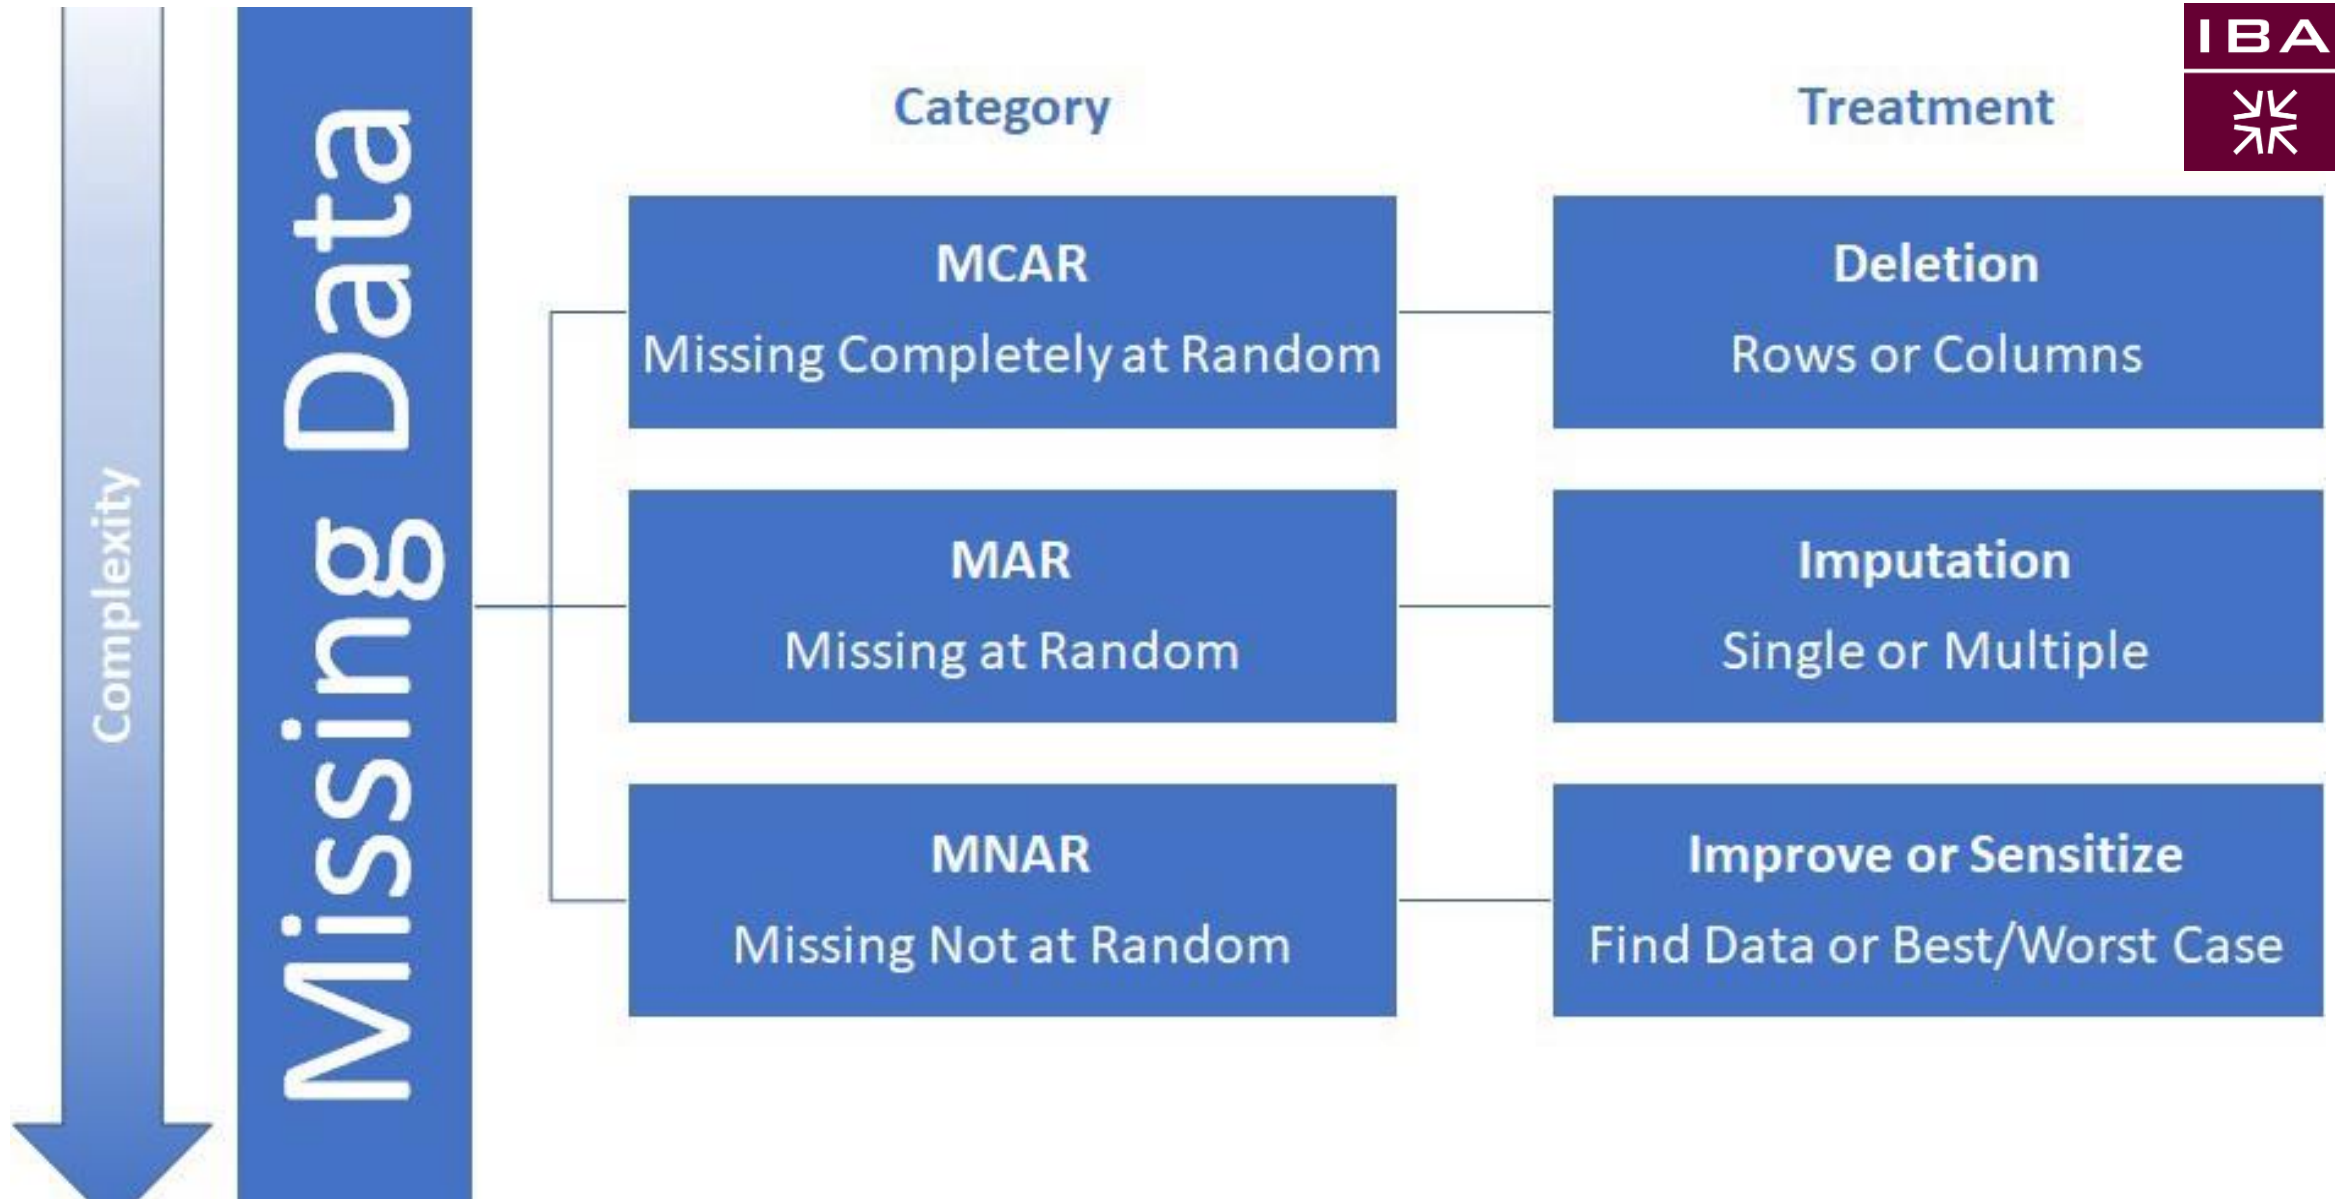 Complexity
Missing Data
Category
Treatment
IBA
MCAR
Missing Completely at Random
Deletion
Rows or Columns
MAR
Missing at Random
Imputation
Single or Multiple
MNAR
Missing Not at Random
Improve or Sensitize
Find Data or Best/Worst Case